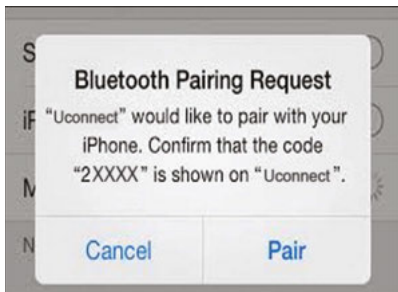 S
iP
M
N
Bluetooth Pairing Request
“Uconnect” would like to pair with your
iPhone. Confirm that the code
“2XXXX” is shown on “Uconnect”.
Cancel Pair